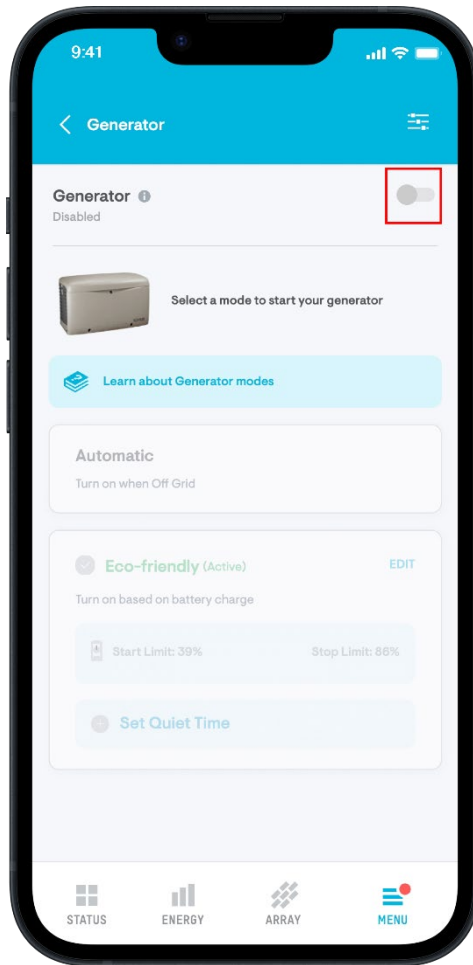 9:41
Generator
Generator
Disabled
Select a mode to start your generator
Learn about Generator modes
Automatic
Turn on when Off Grid
Eco-friendly (Active) EDIT
Turn on based on battery charge
Start Limit: 39% Stop Limit: 86%
Set Quiet Time
STATUS ENERGY ARRAY MENU